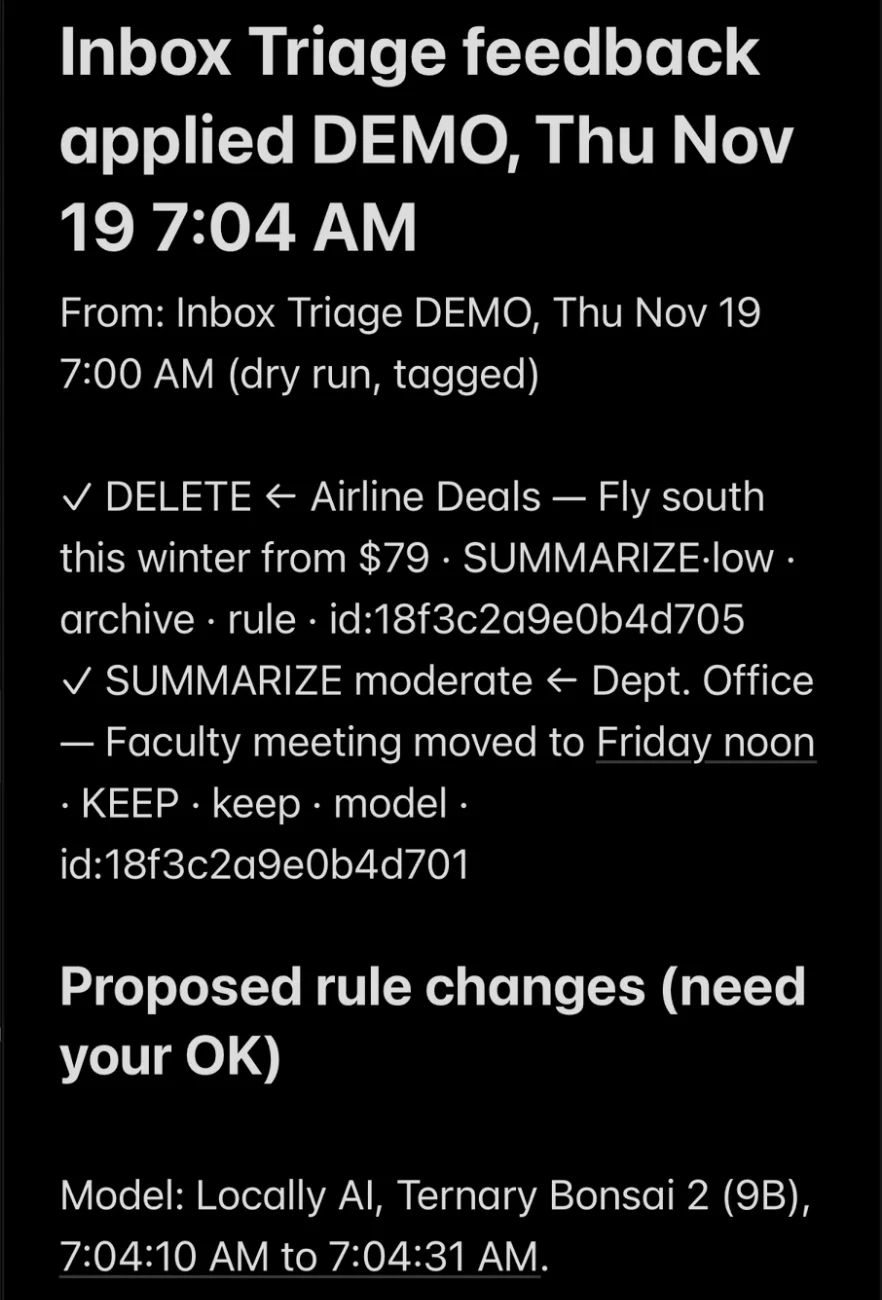 Inbox Triage feedback
applied DEMO, Thu Nov
19 7:04 AM
From: Inbox Triage DEMO, Thu Nov 19
7:00 AM (dry run, tagged)
✓ DELETE ← Airline Deals — Fly south
this winter from $79 · SUMMARIZE·low ·
archive · rule · id:18f3c2a9e0b4d705
✓ SUMMARIZE moderate ← Dept. Office
— Faculty meeting moved to Friday noon
· KEEP · keep · model ·
id:18f3c2a9e0b4d701
Proposed rule changes (need
your OK)
Model: Locally AI, Ternary Bonsai 2 (9B),
7:04:10 AM to 7:04:31 AM.